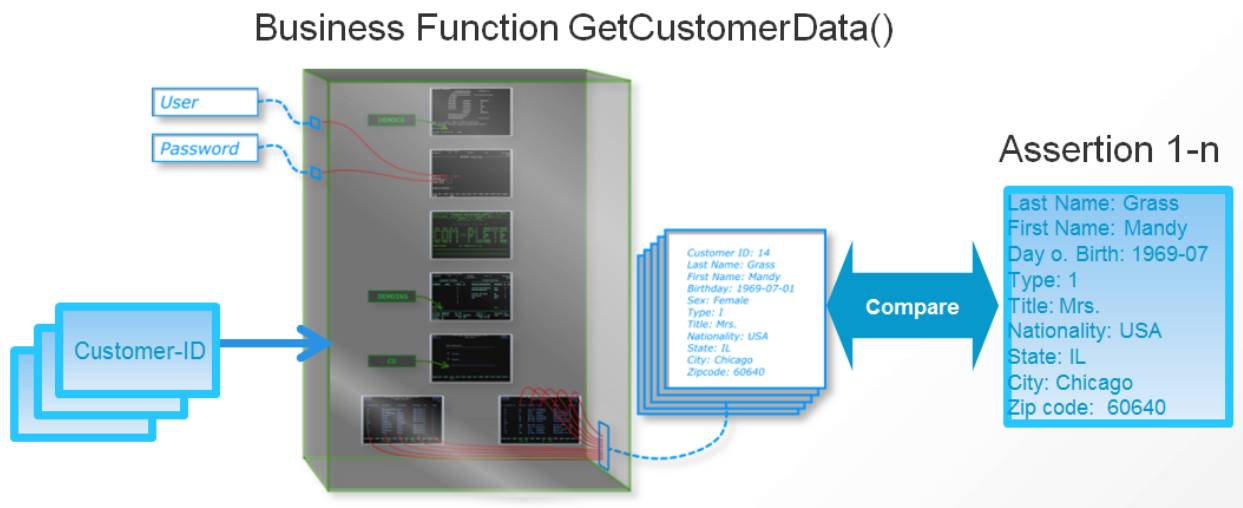 Business Function GetCustomerData()
User
Password
DEMOCO
COM-PLETE
DEMOINS
CU
Customer-ID
Customer ID: 14
Last Name: Grass
First Name: Mandy
Birthday: 1969-07-01
Sex: Female
Type: 1
Title: Mrs.
Nationality: USA
State: IL
City: Chicago
Zipcode: 60640
Compare
Assertion 1-n
Last Name: Grass
First Name: Mandy
Day o. Birth: 1969-07
Type: 1
Title: Mrs.
Nationality: USA
State: IL
City: Chicago
Zip code: 60640